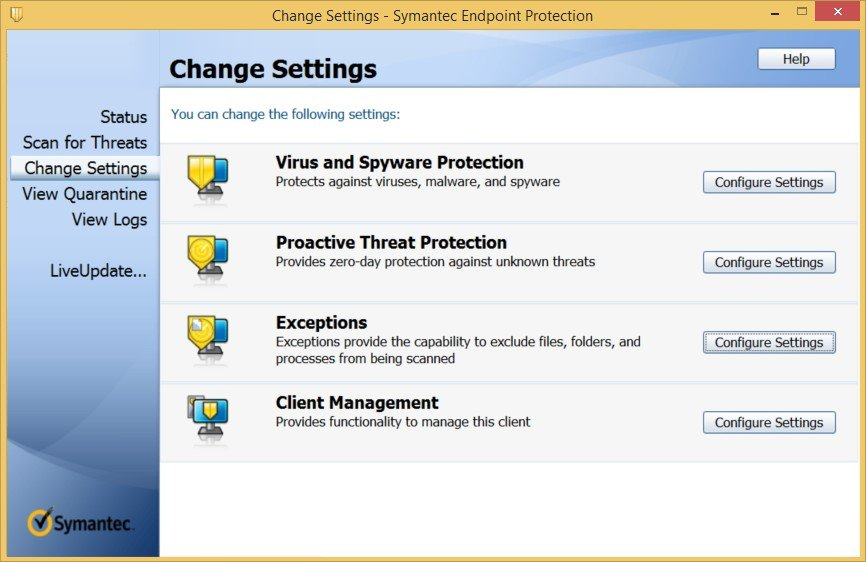 Change Settings - Symantec Endpoint Protection
Change Settings
Help
Status
Scan for Threats
Change Settings
View Quarantine
View Logs
LiveUpdate...
You can change the following settings:
Virus and Spyware Protection
Protects against viruses, malware, and spyware
Configure Settings
Proactive Threat Protection
Provides zero-day protection against unknown threats
Configure Settings
Exceptions
Exceptions provide the capability to exclude files, folders, and
processes from being scanned
Configure Settings
Client Management
Provides functionality to manage this client
Configure Settings
Symantec.